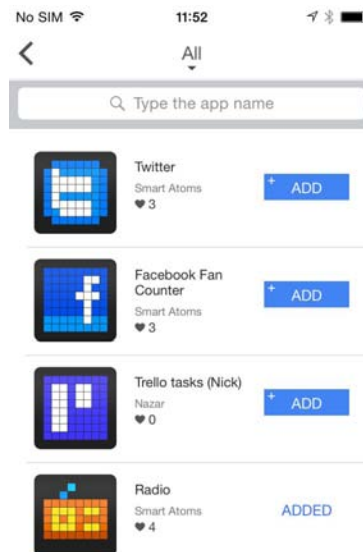 No SIM 11:52
All
Type the app name
Twitter
Smart Atoms
3
ADD
Facebook Fan
Counter
Smart Atoms
3
ADD
Trello tasks (Nick)
Nazar
0
ADD
Radio
Smart Atoms
4
ADDED